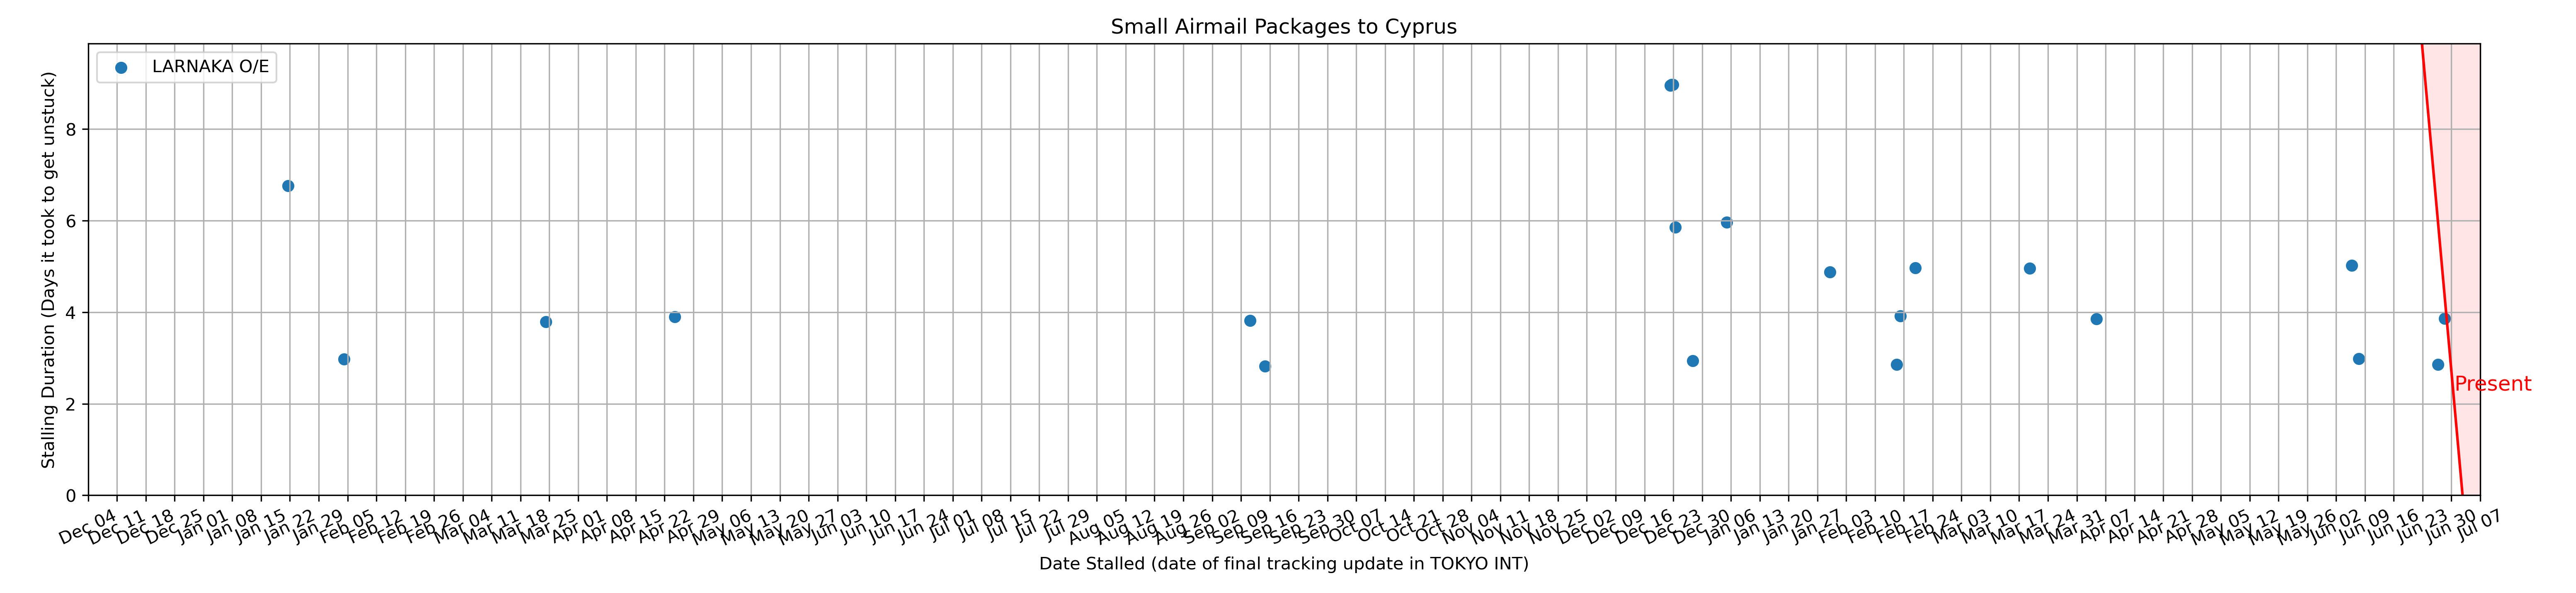 Small Airmail Packages to Cyprus
LARNAKA O/E
Stalling Duration (Days it took to get unstuck)
8
6
4
2
0
Present
Dec 04
Dec 11
Dec 18
Dec 25
Jan 01
Jan 08
Jan 15
Jan 22
Jan 29
Feb 05
Feb 12
Feb 19
Feb 26
Mar 04
Mar 11
Mar 18
Mar 25
Apr 01
Apr 08
Apr 15
Apr 22
Apr 29
May 06
May 13
May 20
May 27
Jun 03
Jun 10
Jun 17
Jun 24
Jul 01
Jul 08
Jul 15
Jul 22
Jul 29
Aug 05
Aug 12
Aug 19
Aug 26
Sep 02
Sep 09
Sep 16
Sep 23
Sep 30
Oct 07
Oct 14
Oct 21
Oct 28
Nov 04
Nov 11
Nov 18
Nov 25
Dec 02
Dec 09
Dec 16
Dec 23
Dec 30
Jan 06
Jan 13
Jan 20
Jan 27
Feb 03
Feb 10
Feb 17
Feb 24
Mar 03
Mar 10
Mar 17
Mar 24
Mar 31
Apr 07
Apr 14
Apr 21
Apr 28
May 05
May 12
May 19
May 26
Jun 02
Jun 09
Jun 16
Jun 23
Jun 30
Jul 07
Date Stalled (date of final tracking update in TOKYO INT)